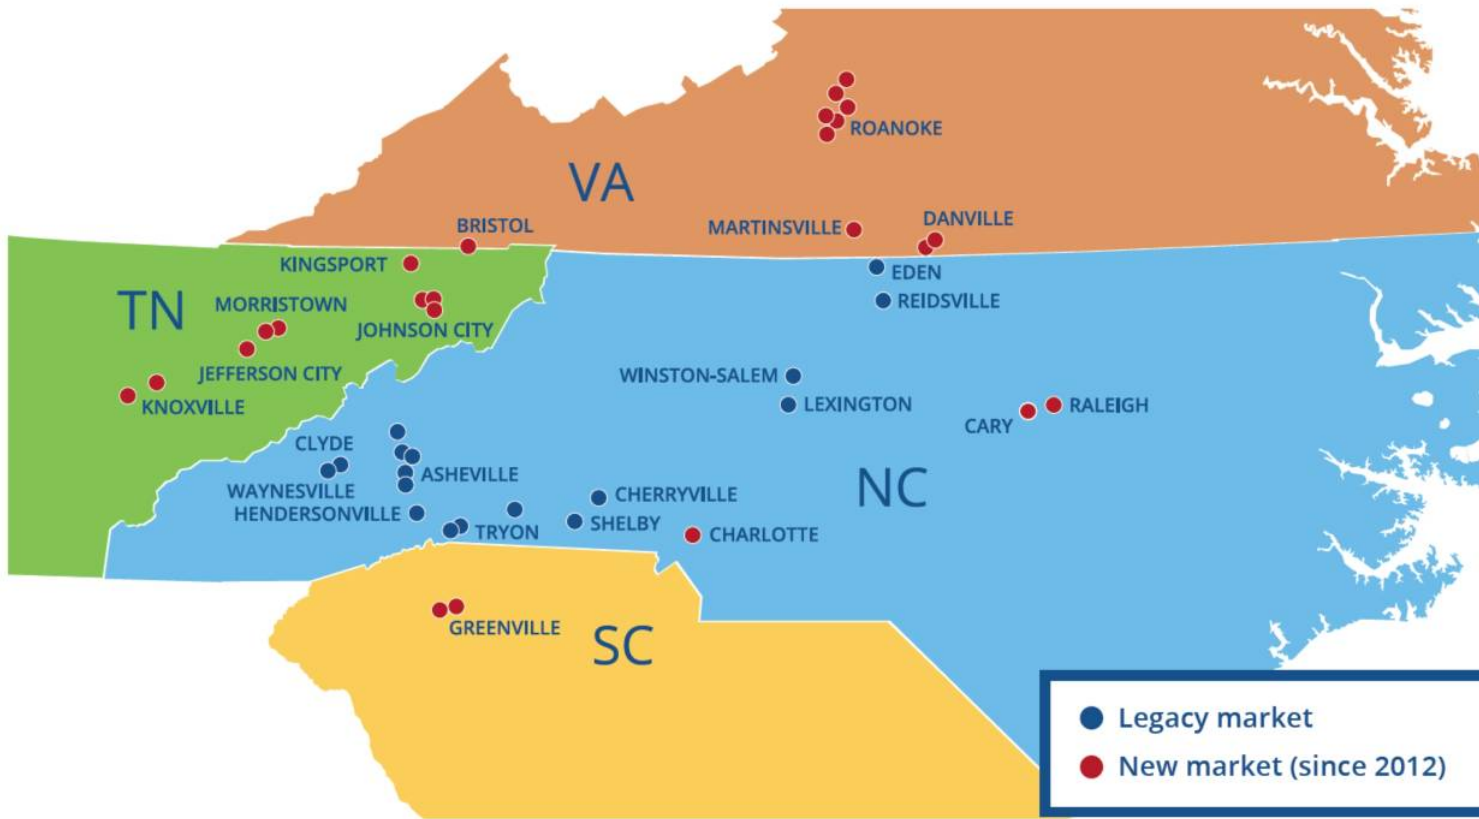 ROANOKE
VA
BRISTOL
MARTINSVILLE
DANVILLE
KINGSPORT
EDEN
TN
MORRISTOWN
REIDSVILLE
JOHNSON CITY
JEFFERSON CITY
WINSTON-SALEM
KNOXVILLE
LEXINGTON
RALEIGH
CARY
CLYDE
ASHEVILLE
NC
WAYNESVILLE
CHERRYVILLE
HENDERSONVILLE
TRYON
SHELBY
CHARLOTTE
GREENVILLE
SC
Legacy market
New market (since 2012)